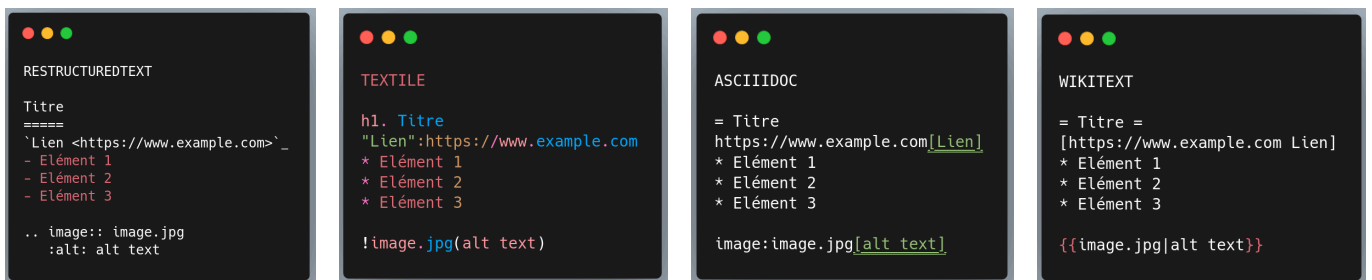 RESTRUCTUREDTEXT
Titre
=====
`Lien <https://www.example.com>`_
- Elément 1
- Elément 2
- Elément 3
.. image:: image.jpg
   :alt: alt text
TEXTILE
h1. Titre
"Lien":https://www.example.com
* Elément 1
* Elément 2
* Elément 3
!image.jpg(alt text)
ASCIIIDOC
= Titre
https://www.example.com[Lien]
* Elément 1
* Elément 2
* Elément 3
image:image.jpg[alt text]
WIKITEXT
= Titre =
[https://www.example.com Lien]
* Elément 1
* Elément 2
* Elément 3
{{image.jpg|alt text}}